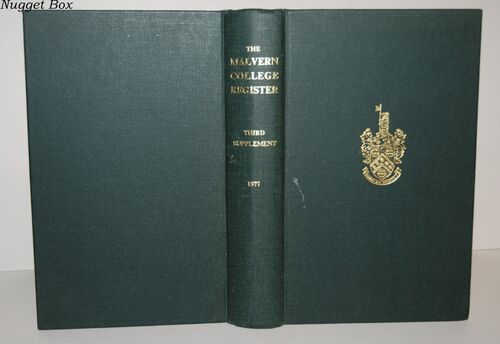 Nugget Box
THE
MALVERN
COLLEGE
REGISTER
THIRD
SUPPLEMENT
1977